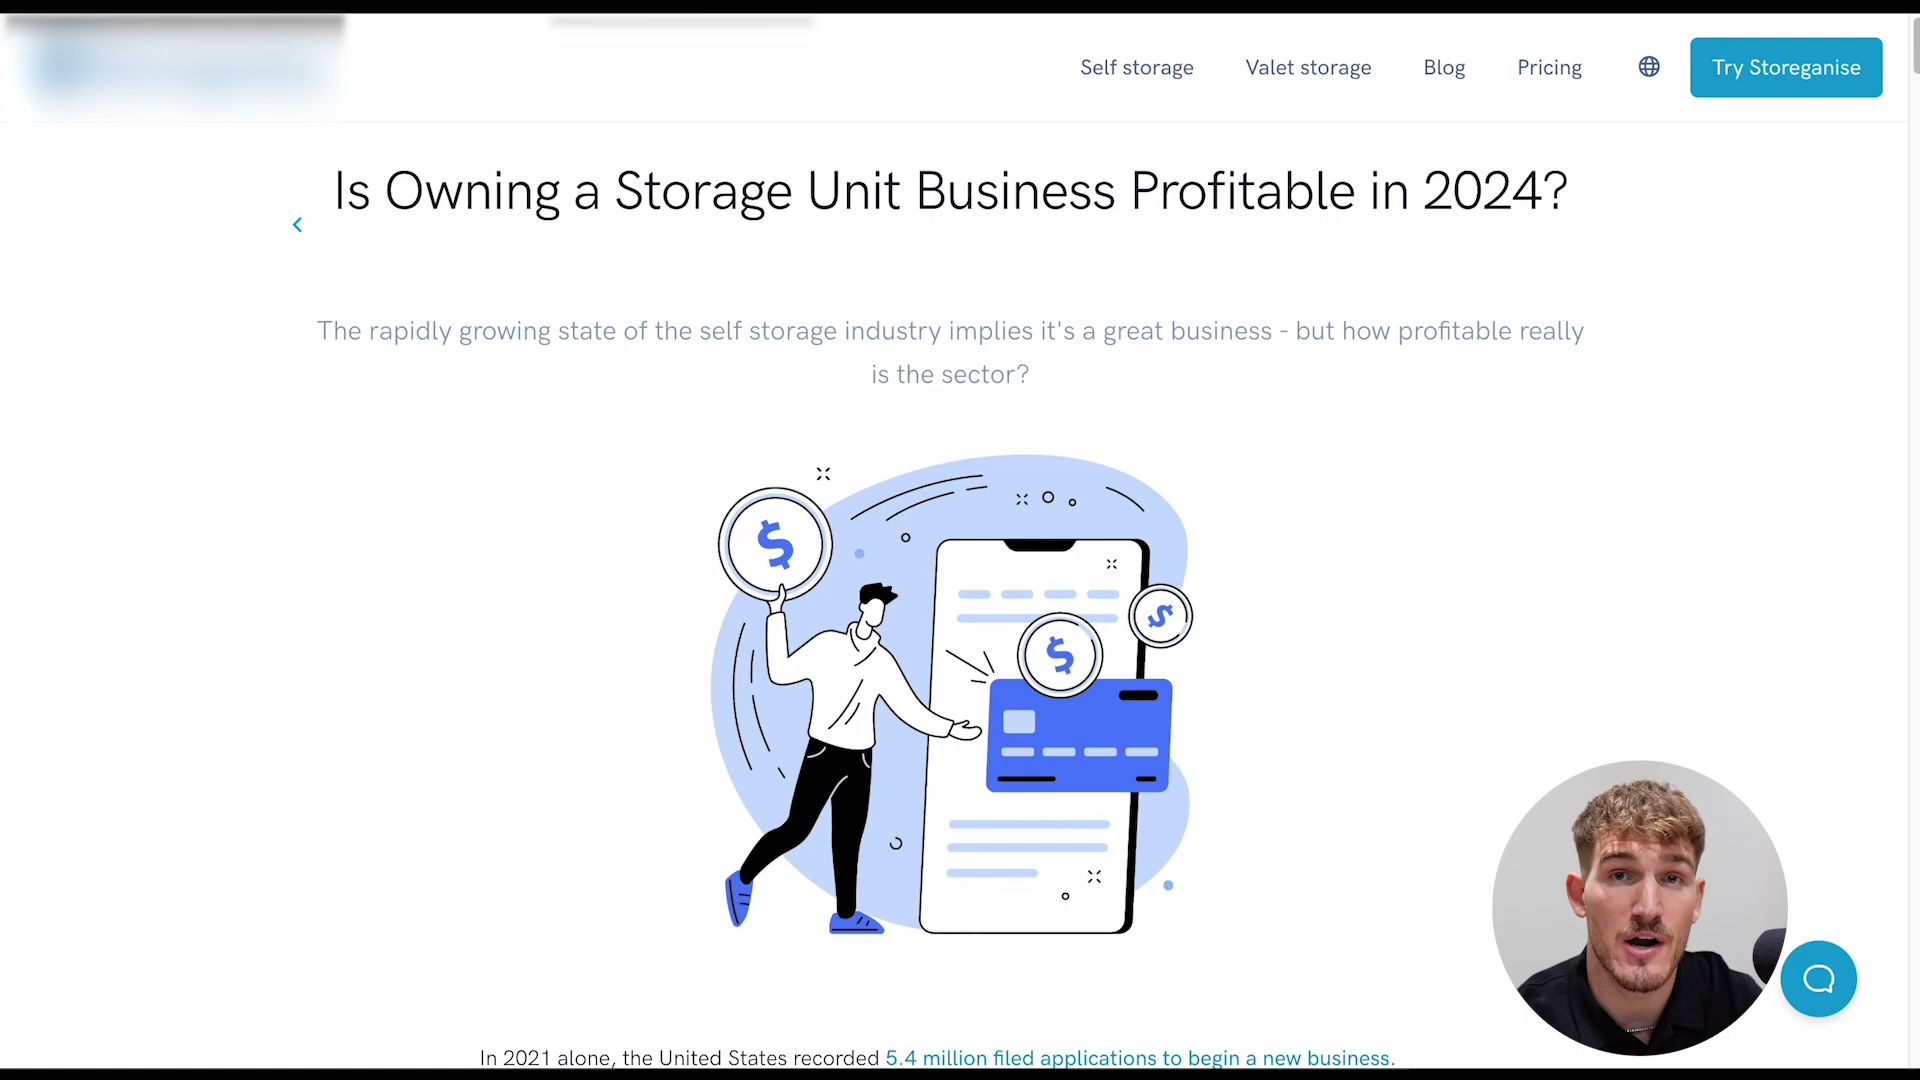 Self storage
Valet storage
Blog
Pricing
Try Storeganise
Is Owning a Storage Unit Business Profitable in 2024?
The rapidly growing state of the self storage industry implies it's a great business - but how profitable really
is the sector?
$
$
$
In 2021 alone, the United States recorded 5.4 million filed applications to begin a new business.